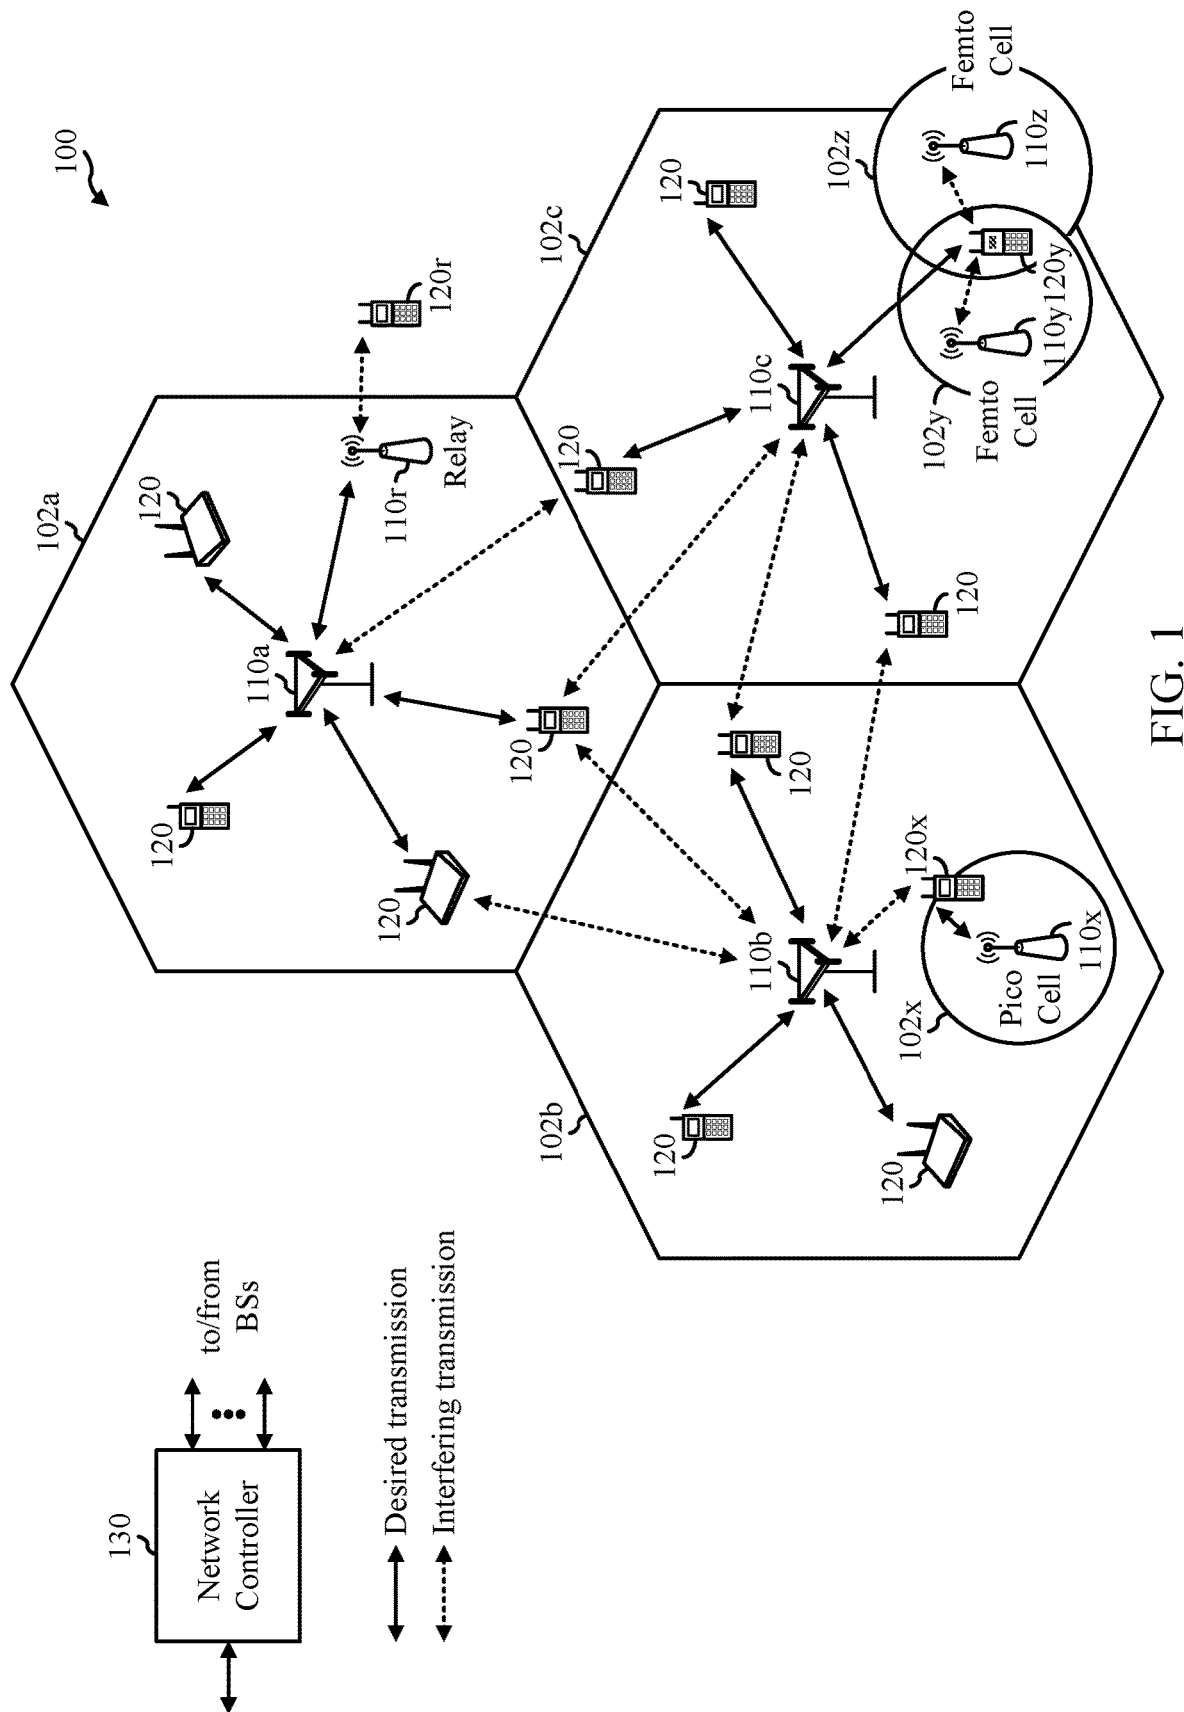 100
130
Network
Controller
to/from
BSs
Desired transmission
Interfering transmission
102a
120
120
110a
120
120
120
110r
Relay
120r
102b
120
120
110b
120
102x
Pico
Cell
110x
120x
102c
120
120
110c
120
102y
Femto
Cell
110y
120y
102z
110z
Femto
Cell
FIG. 1